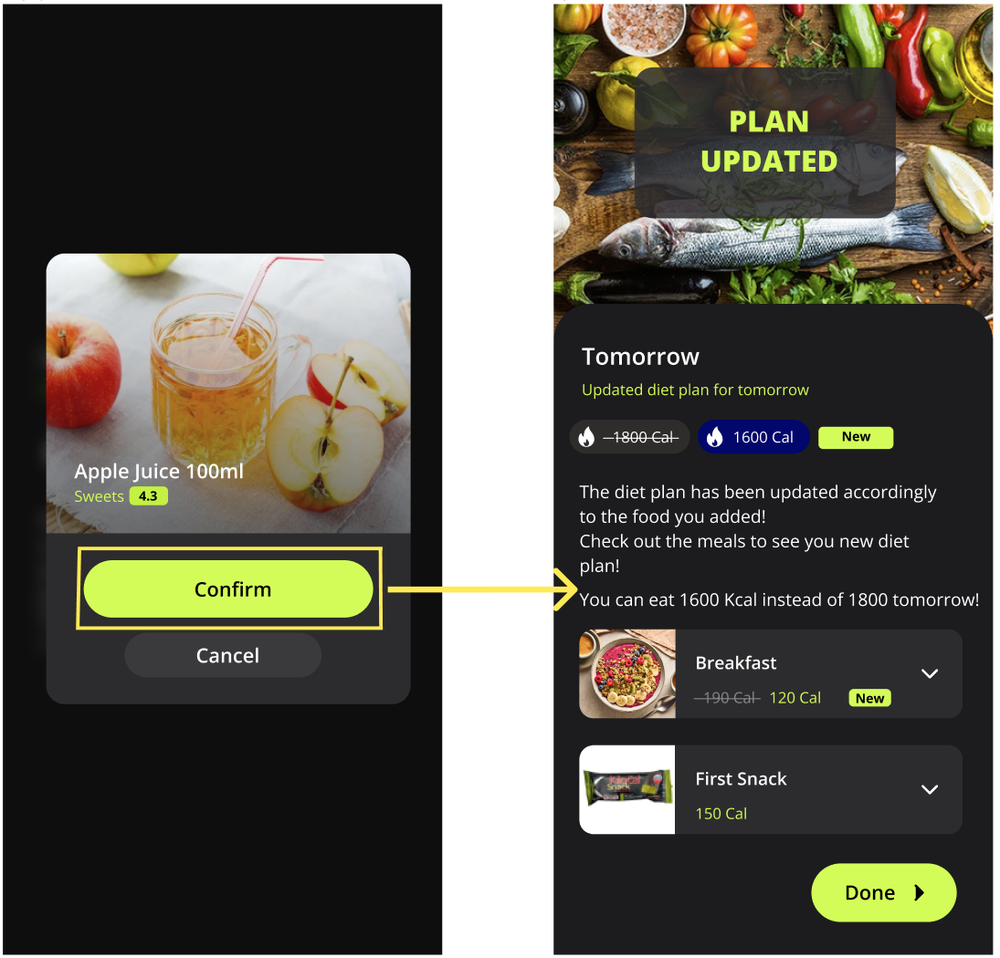 Apple Juice 100ml
Sweets 4.3
Confirm
Cancel
PLAN
UPDATED
Tomorrow
Updated diet plan for tomorrow
1800 Cal 1600 Cal New
The diet plan has been updated accordingly
to the food you added!
Check out the meals to see you new diet
plan!
You can eat 1600 Kcal instead of 1800 tomorrow!
Breakfast
190 Cal 120 Cal New
Snack
First Snack
150 Cal
Done